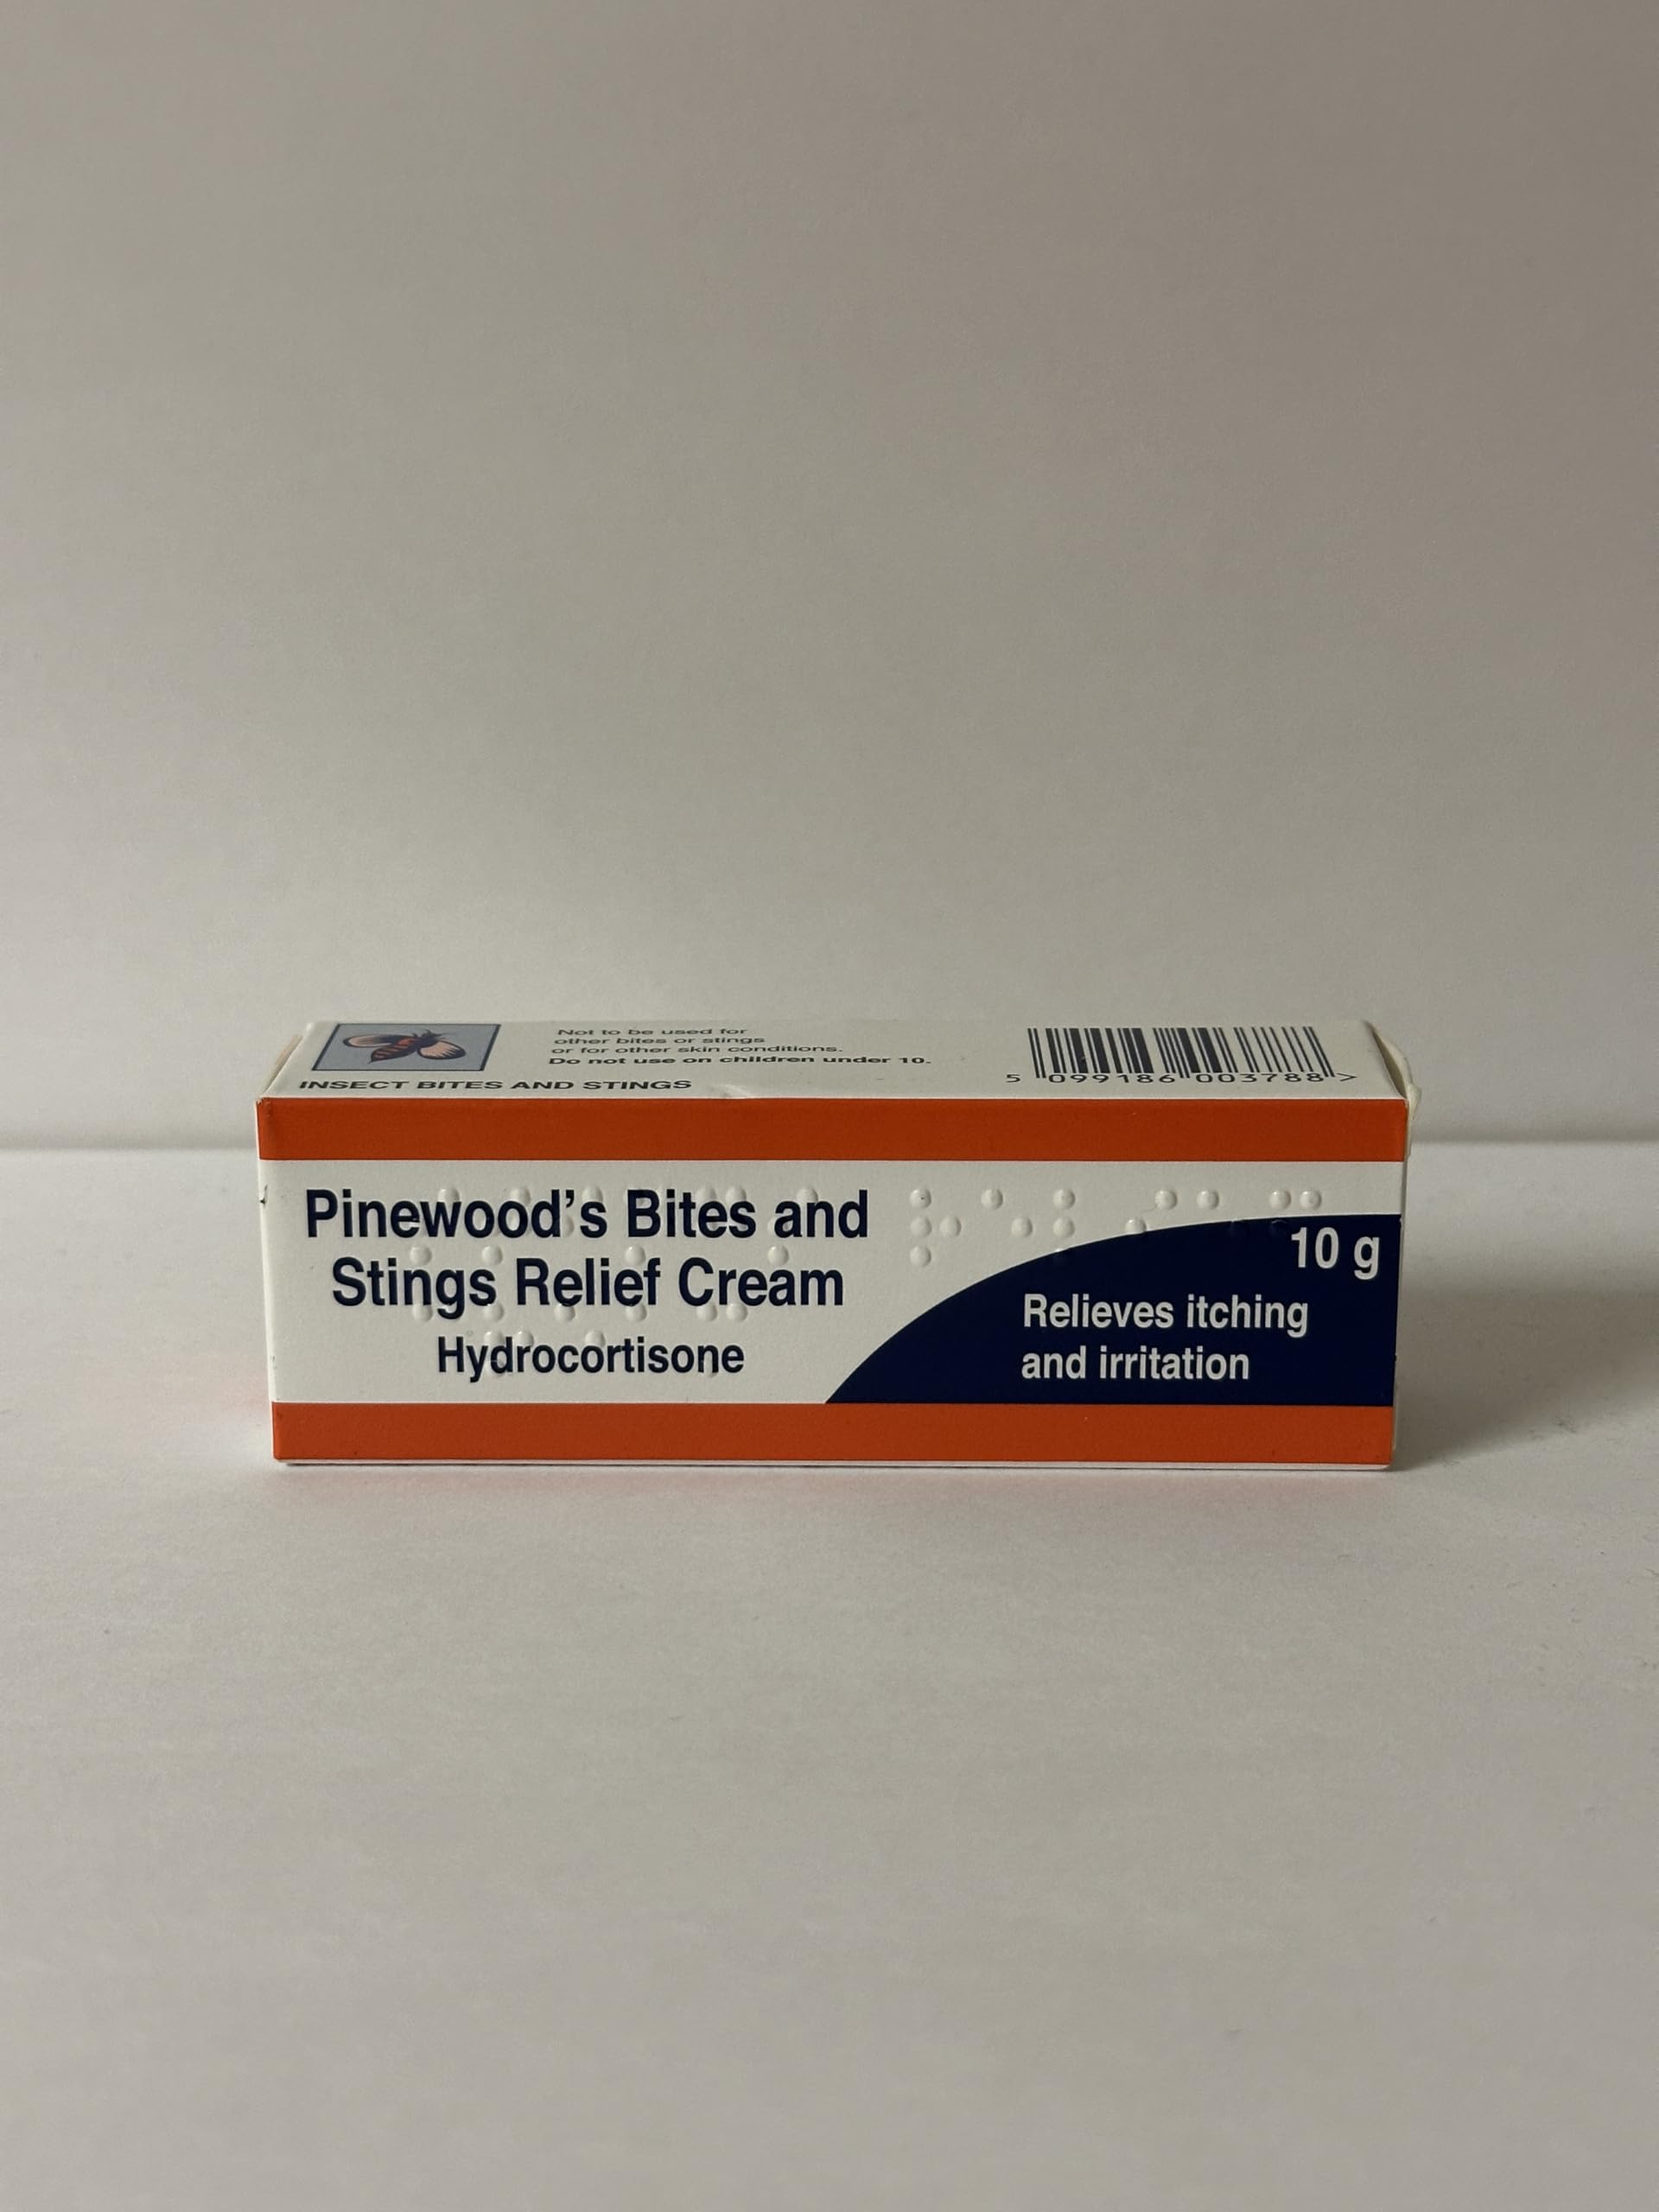 Not to be used for
other bites or stings
or for other skin conditions.
Do not use on children under 10.
INSECT BITES AND STINGS
5 099186 003788 >
Pinewood's Bites and
Stings Relief Cream
Hydrocortisone
10 g
Relieves itching
and irritation